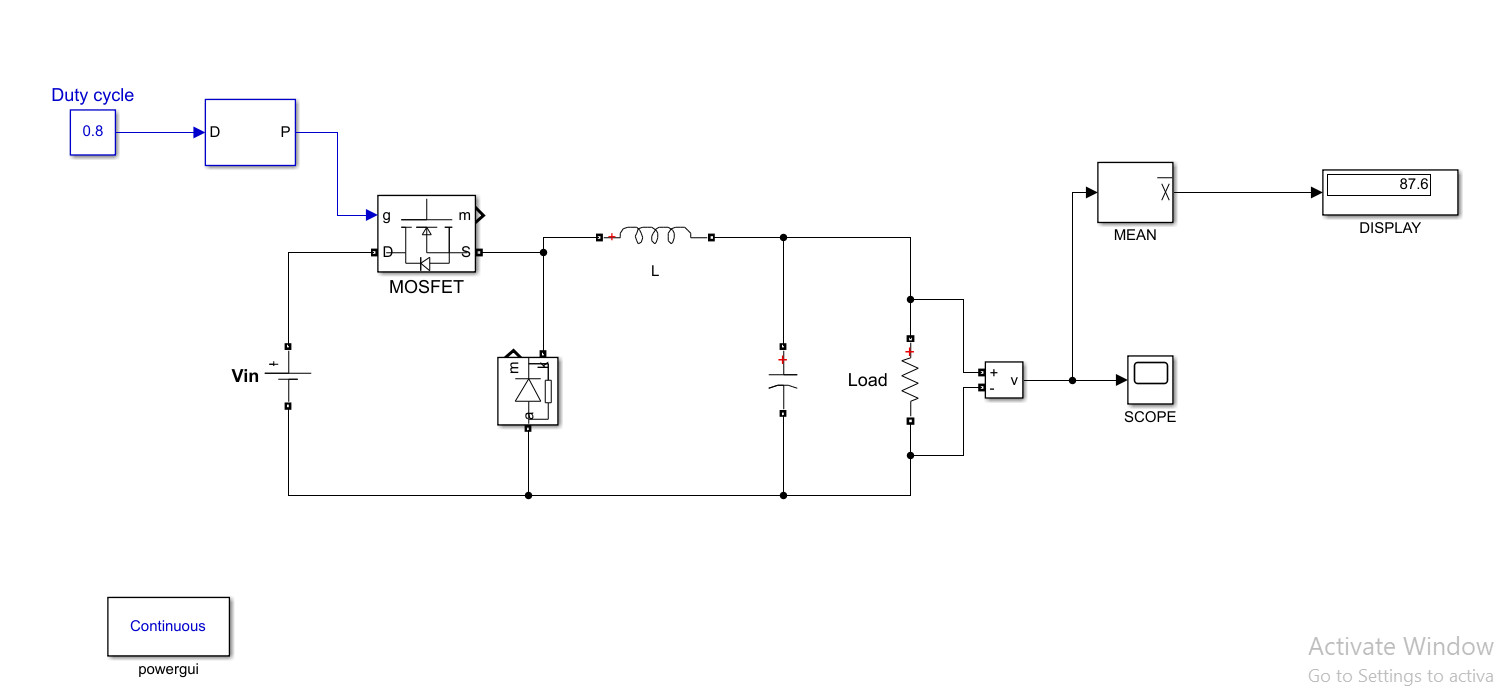 Duty cycle
0.8
D P
g m
D S
MOSFET
87.6
MEAN
DISPLAY
L
Vin
m k
a
Load
+
-
v
SCOPE
Continuous
powergui
Activate Window
Go to Settings to activa